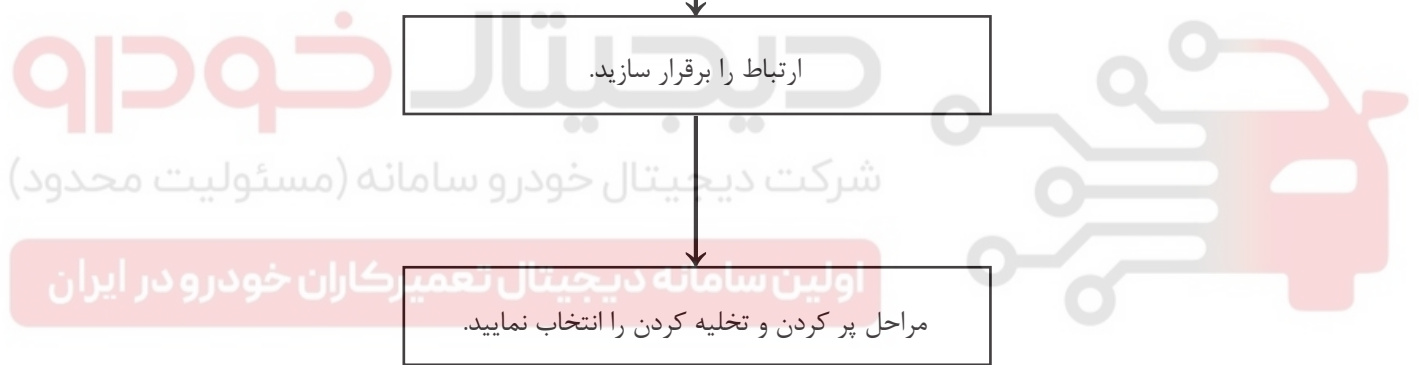 ارتباط را برقرار سازید.
دیجیتال خودرو
شرکت دیجیتال خودرو سامانه (مسئولیت محدود)
اولین سامانه دیجیتال تعمیرکاران خودرو در ایران
مراحل پر کردن و تخلیه کردن را انتخاب نمایید.